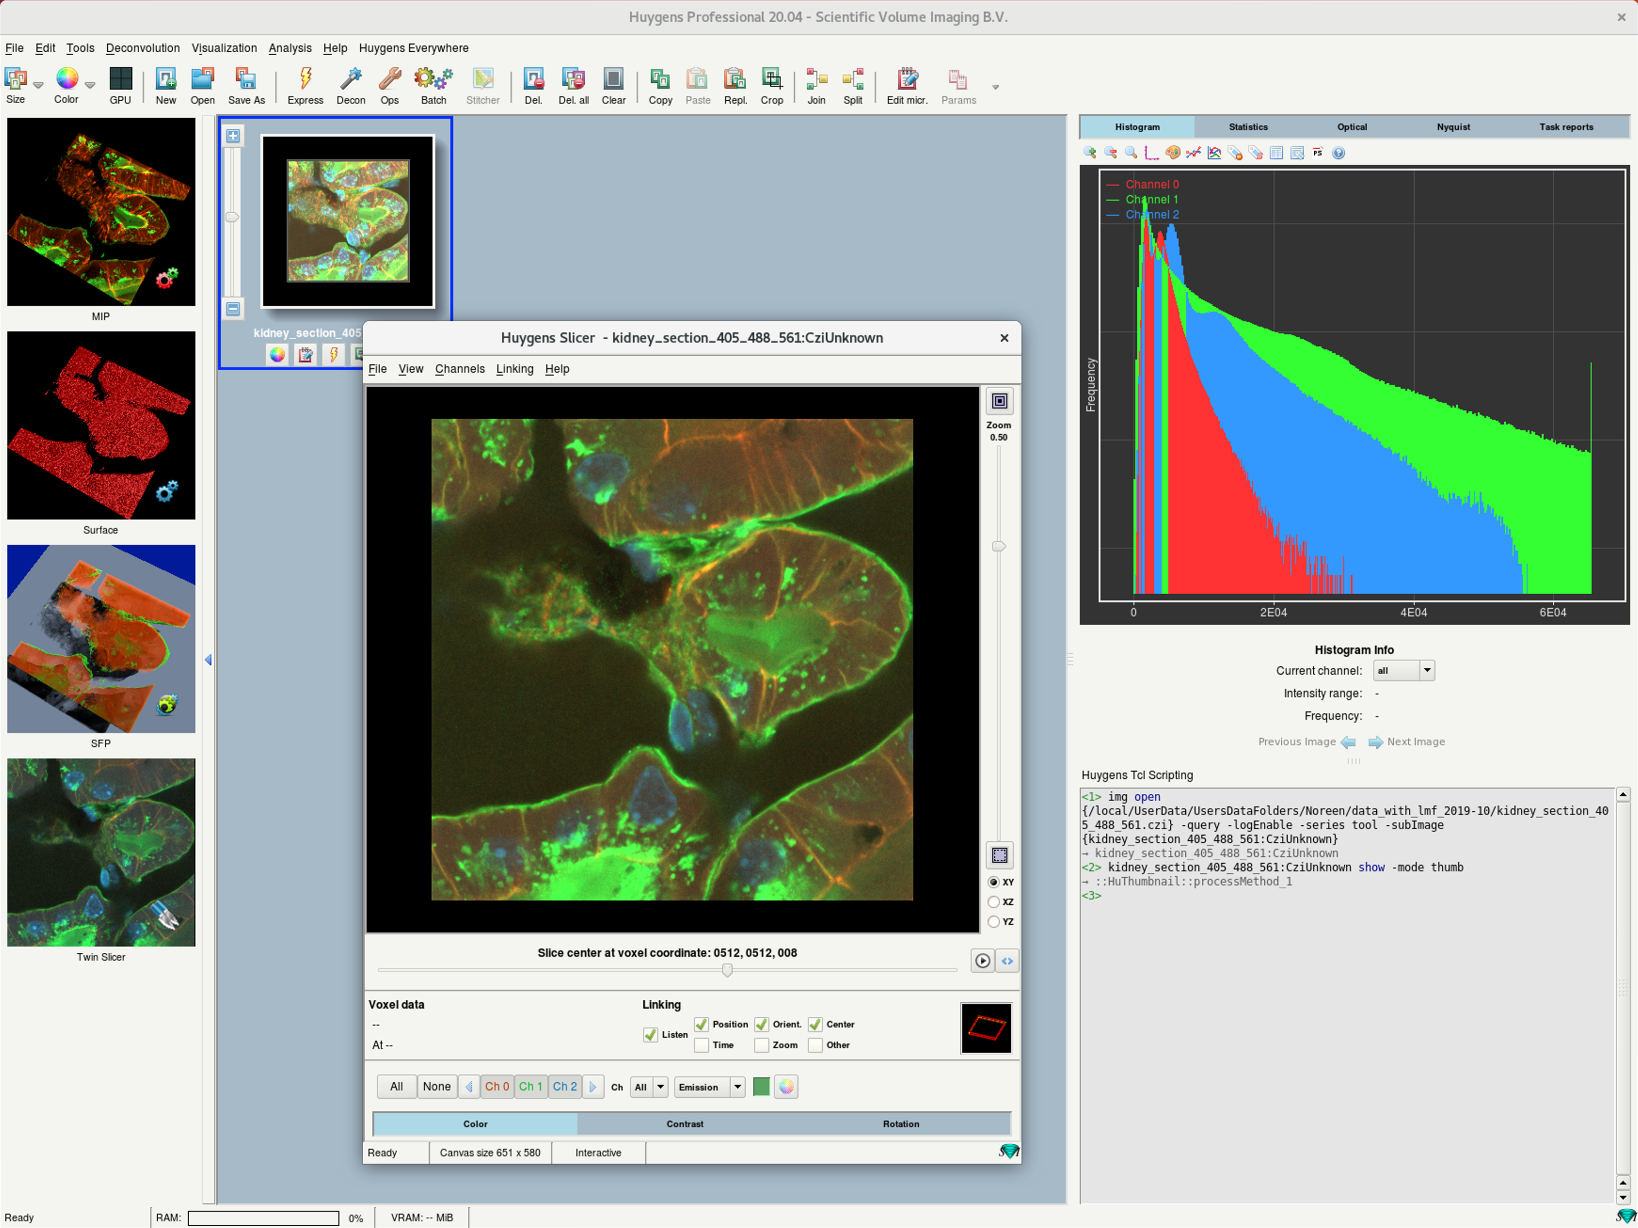 Huygens Professional 20.04 - Scientific Volume Imaging B.V.
File Edit Tools Deconvolution Visualization Analysis Help Huygens Everywhere
Size Color GPU New Open Save As Express Decon Ops Batch Stitcher Del. Del. all Clear Copy Paste Repl. Crop Join Split Edit micr. Params
MIP
Surface
SFP
Twin Slicer
kidney_section_405
Huygens Slicer - kidney_section_405_488_561:CziUnknown
File View Channels Linking Help
Zoom
0.50
XY
XZ
YZ
Slice center at voxel coordinate: 0512, 0512, 008
Voxel data
--
At --
Linking
Listen
Position Orient. Center
Time Zoom Other
All None Ch 0 Ch 1 Ch 2 Ch All Emission
Color Contrast Rotation
Ready Canvas size 651 x 580 Interactive
Histogram Statistics Optical Nyquist Task reports
PS
Channel 0
Channel 1
Channel 2
Frequency
0 2E04 4E04 6E04
Histogram Info
Current channel: all
Intensity range: -
Frequency: -
Previous Image Next Image
Huygens Tcl Scripting
<1> img open
{/local/UserData/UsersDataFolders/Noreen/data_with_lmf_2019-10/kidney_section_40
5_488_561.czi} -query -logEnable -series tool -subImage
{kidney_section_405_488_561:CziUnknown}
→ kidney_section_405_488_561:CziUnknown
<2> kidney_section_405_488_561:CziUnknown show -mode thumb
→ ::HuThumbnail::processMethod_1
<3>
Ready RAM: 0% VRAM: -- MiB